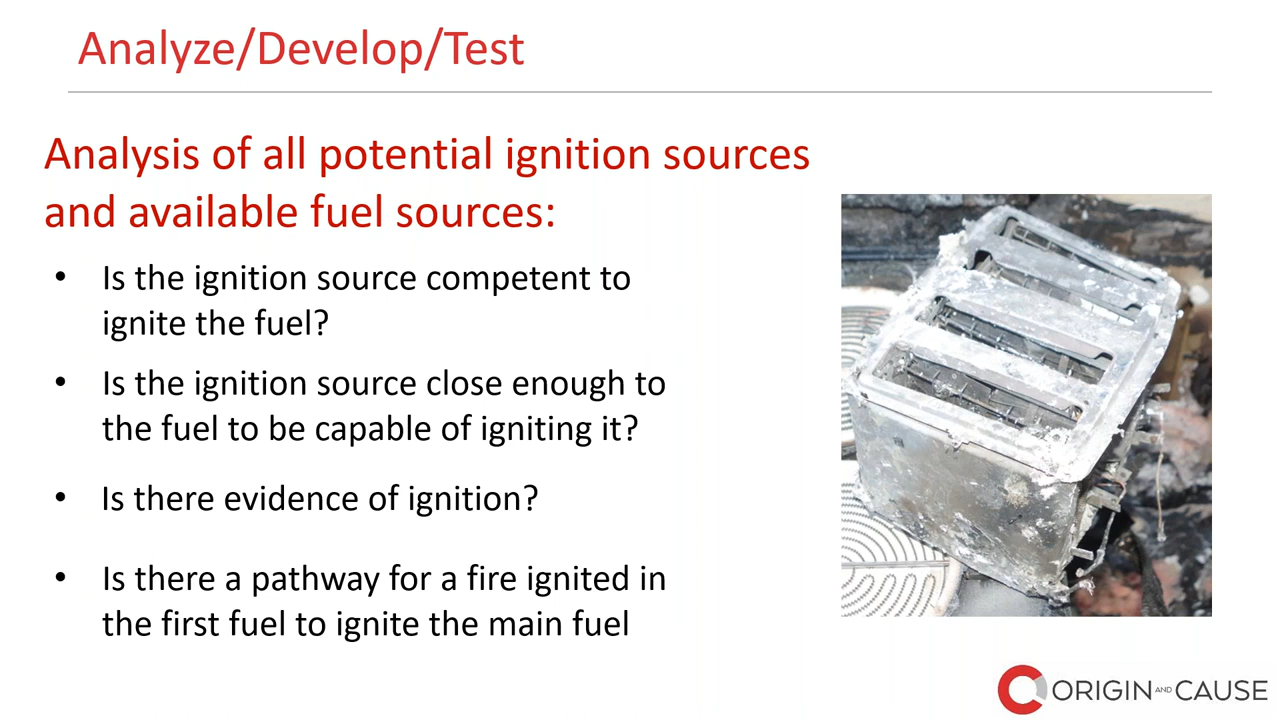 Analyze/Develop/Test
Analysis of all potential ignition sources
and available fuel sources:
• Is the ignition source competent to
ignite the fuel?
• Is the ignition source close enough to
the fuel to be capable of igniting it?
• Is there evidence of ignition?
• Is there a pathway for a fire ignited in
the first fuel to ignite the main fuel
ORIGIN AND CAUSE